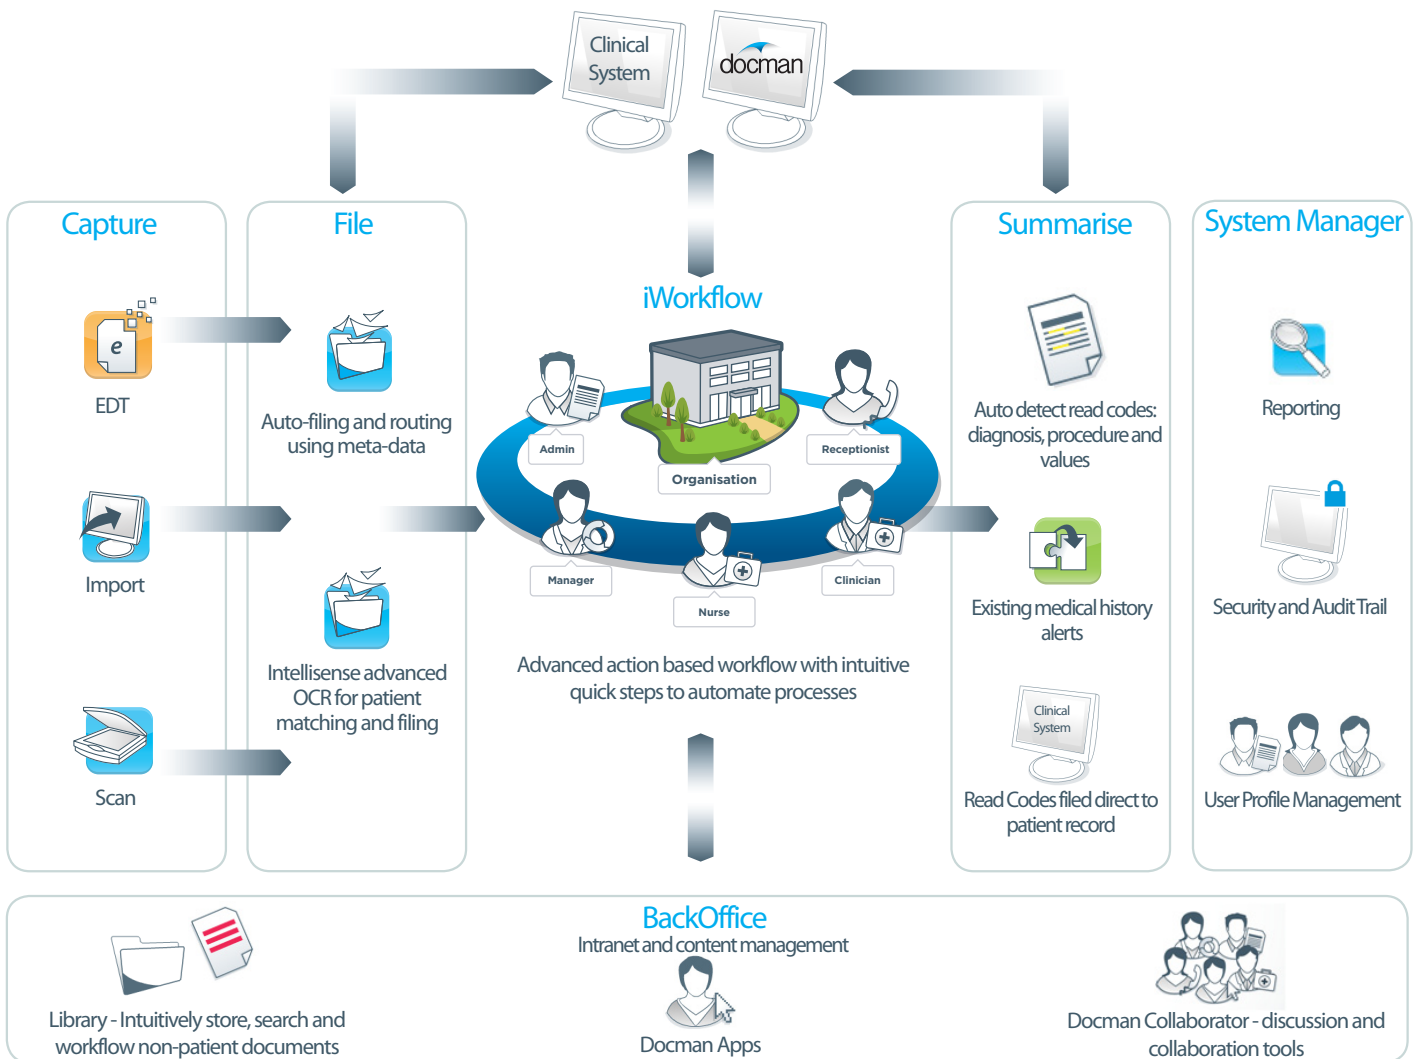 Clinical
System
docman
Capture
EDT
Import
Scan
File
Auto-filing and routing
using meta-data
Intellisense advanced
OCR for patient
matching and filing
iWorkflow
Admin
Receptionist
Organisation
Manager
Clinician
Nurse
Advanced action based workflow with intuitive
quick steps to automate processes
Summarise
Auto detect read codes:
diagnosis, procedure and
values
Existing medical history
alerts
Clinical
System
Read Codes filed direct to
patient record
System Manager
Reporting
Security and Audit Trail
User Profile Management
BackOffice
Intranet and content management
Library - Intuitively store, search and
workflow non-patient documents
Docman Apps
Docman Collaborator - discussion and
collaboration tools
e